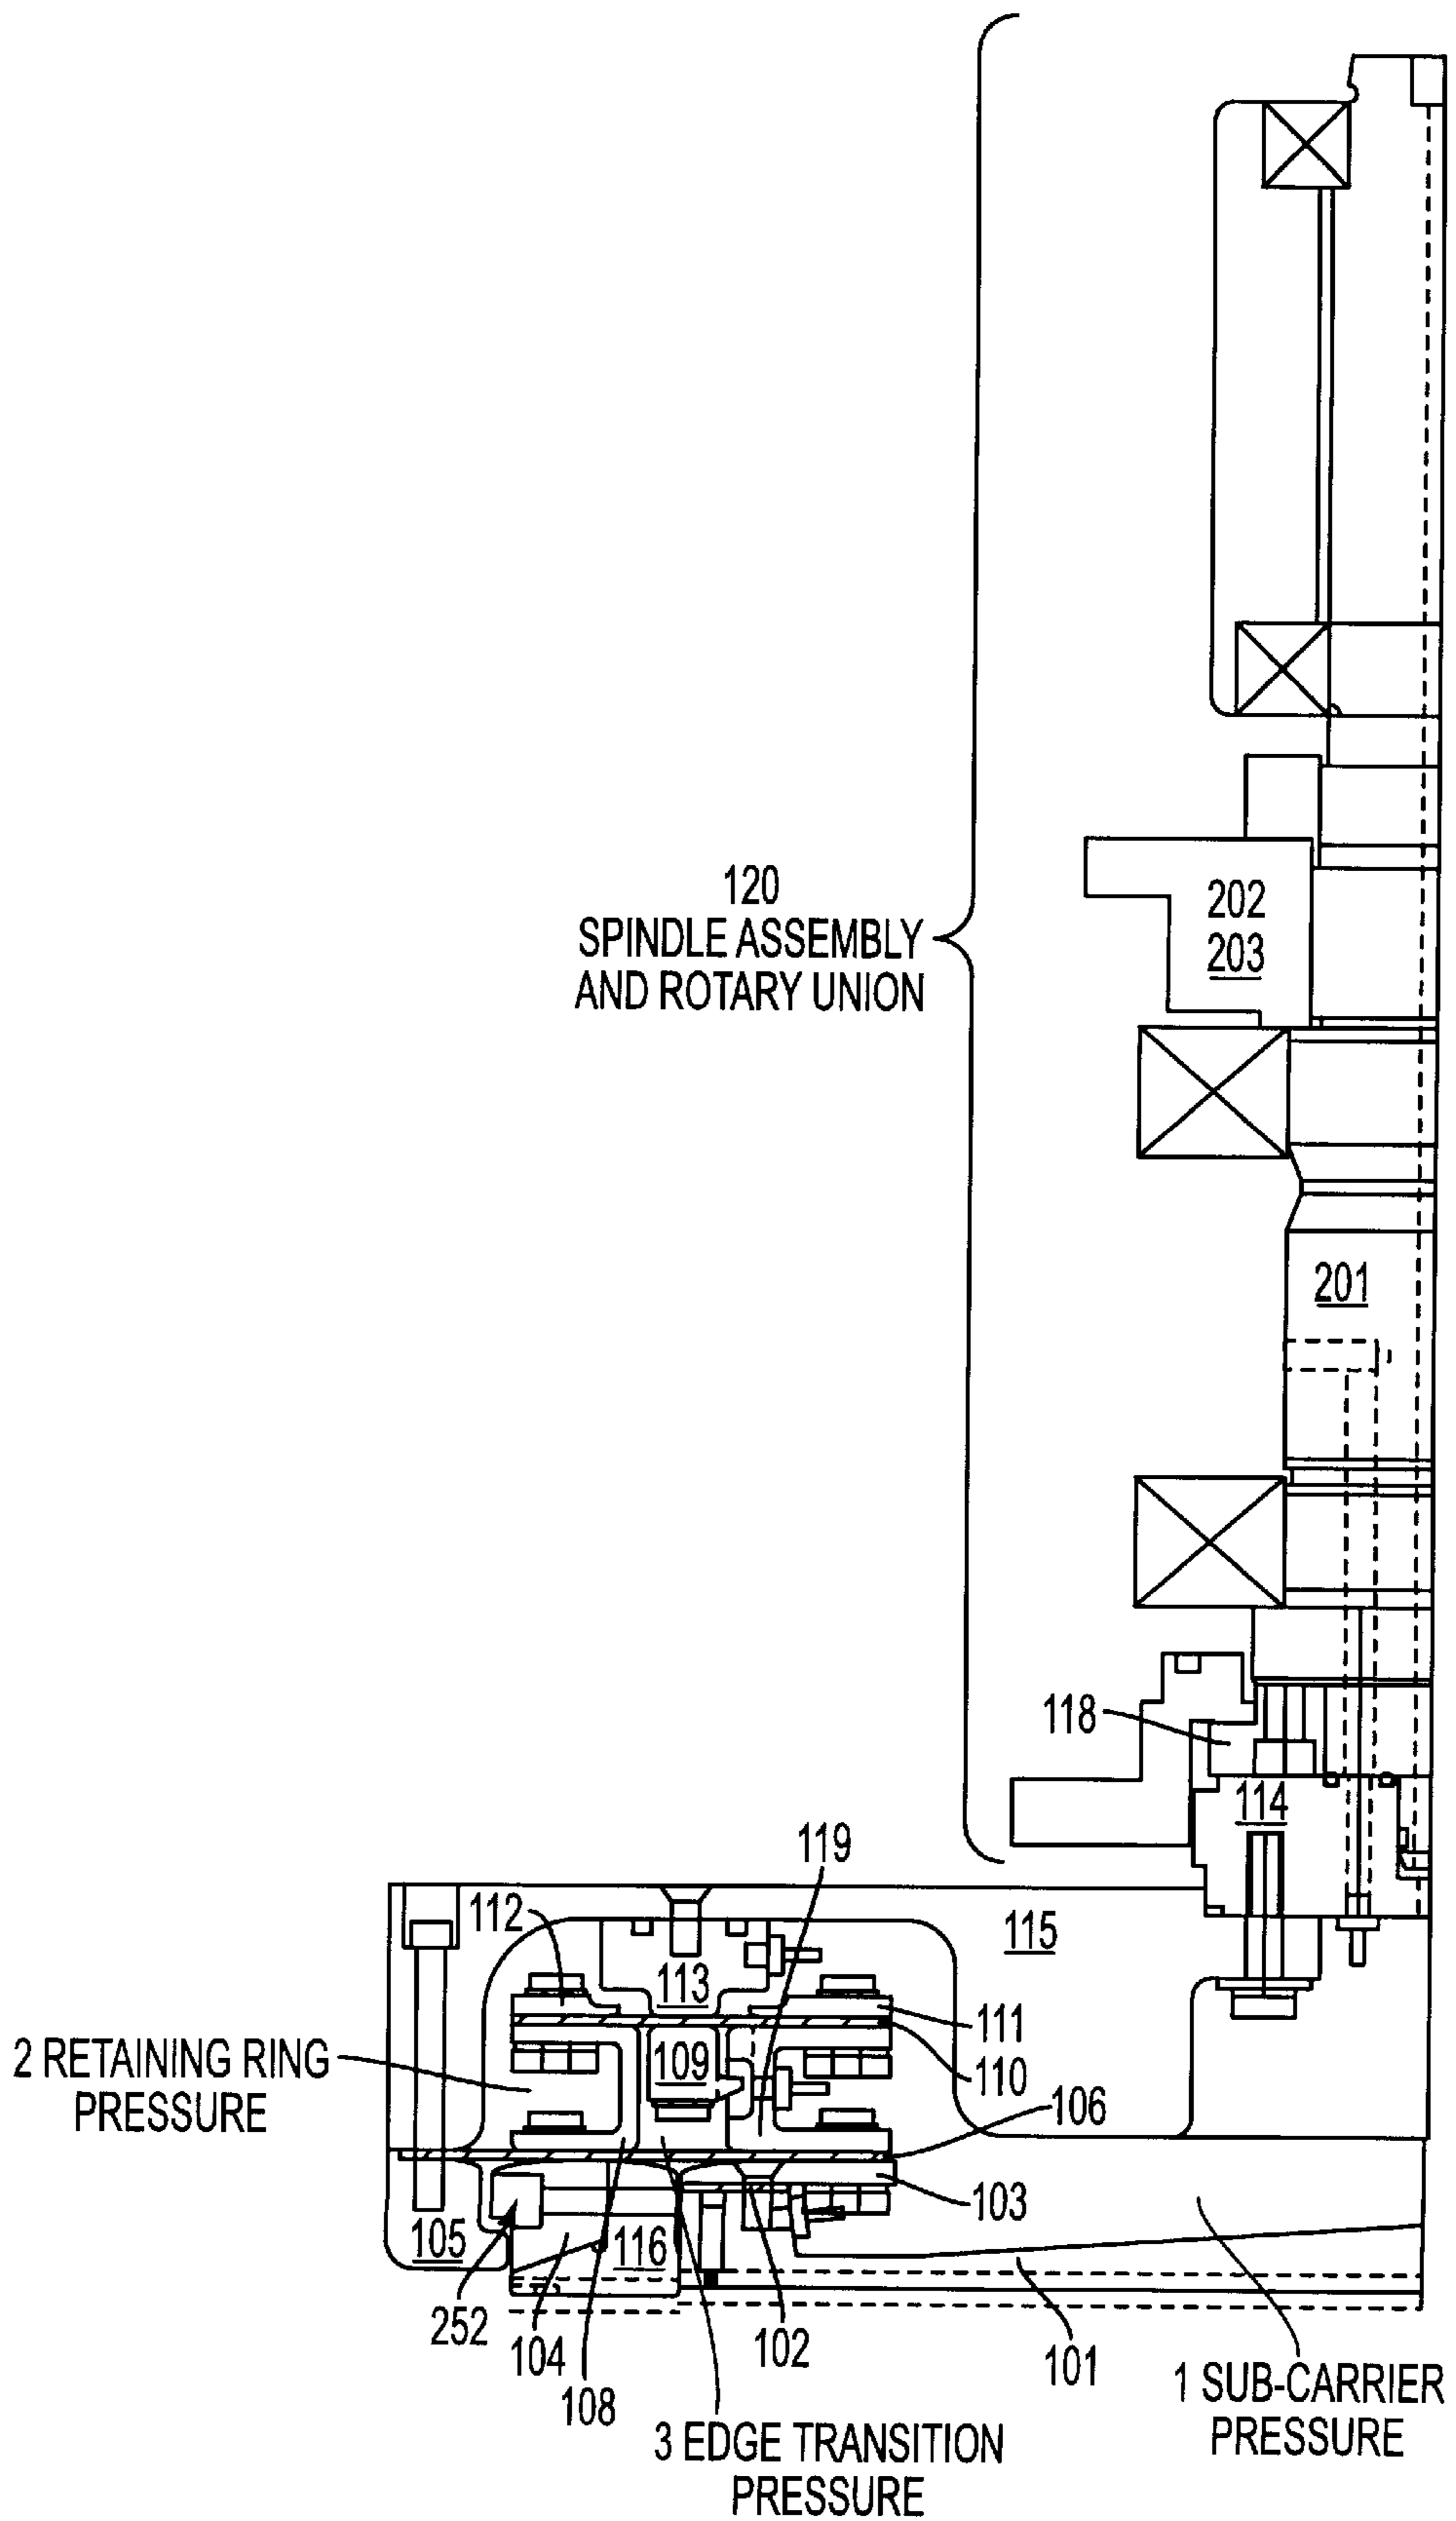 120
SPINDLE ASSEMBLY
AND ROTARY UNION
202
203
201
118
114
119
112
115
113
111
110
109
2 RETAINING RING
PRESSURE
106
103
105
116
252
104
108
102
101
1 SUB-CARRIER
PRESSURE
3 EDGE TRANSITION
PRESSURE